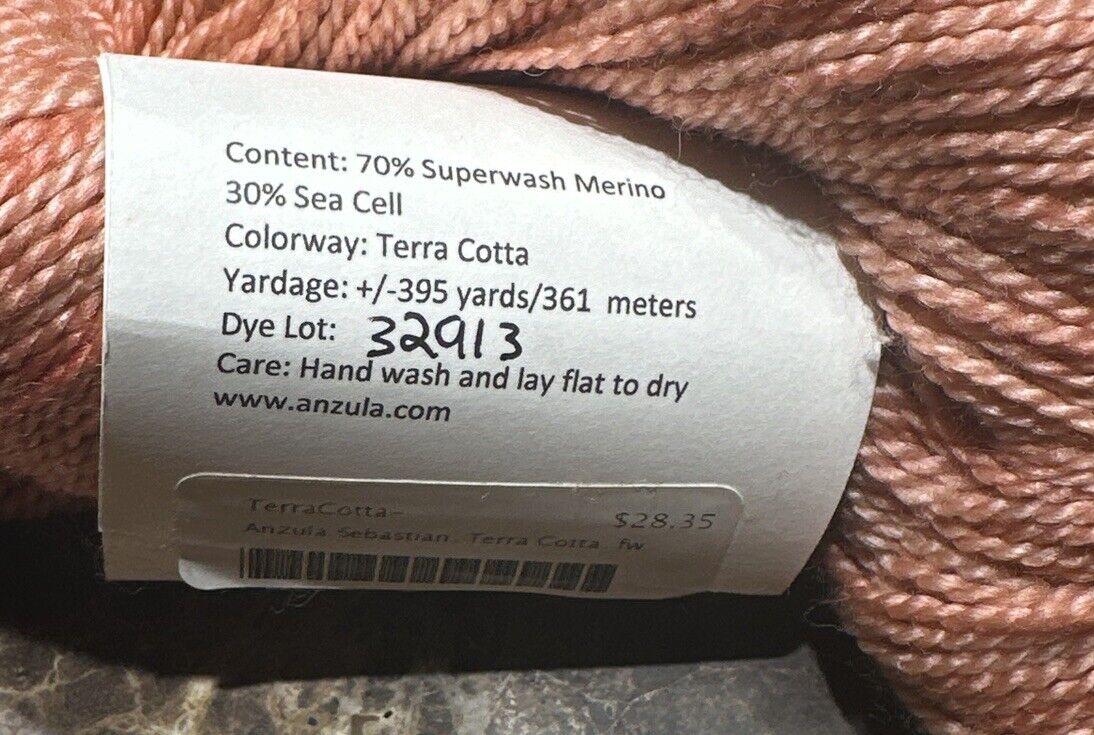 Content: 70% Superwash Merino
30% Sea Cell
Colorway: Terra Cotta
Yardage: +/-395 yards/361 meters
Dye Lot: 32913
Care: Hand wash and lay flat to dry
www.anzula.com
TerraCotta-
$28.35
Anzula Sebastian Terra Cotta fw